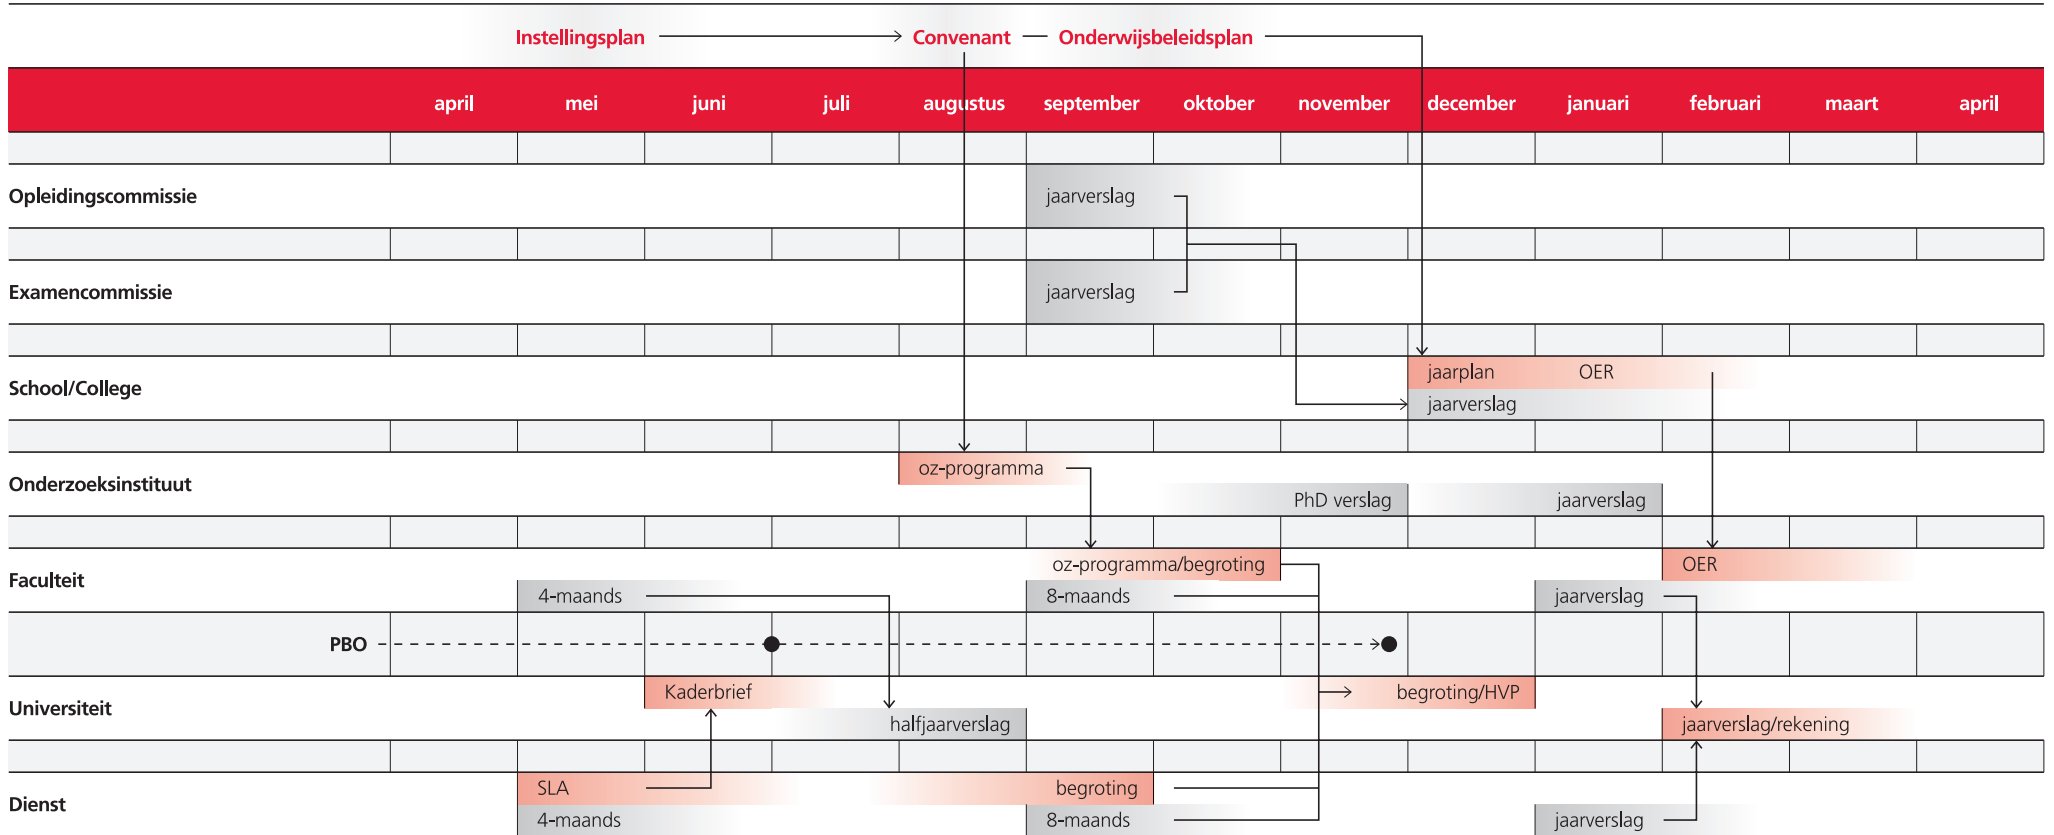 Instellingsplan Convenant Onderwijsbeleidsplan
april mei juni juli augustus september oktober november december januari februari maart april
Opleidingscommissie jaarverslag
Examencommissie jaarverslag
jaarplan OER
School/College
jaarverslag
oz-programma
Onderzoeksinstituut
PhD verslag jaarverslag
oz-programma/begroting OER
Faculteit
4-maands 8-maands jaarverslag
PBO
Kaderbrief begroting/HVP
Universiteit
halfjaarverslag jaarverslag/rekening
SLA begroting
Dienst
4-maands 8-maands jaarverslag